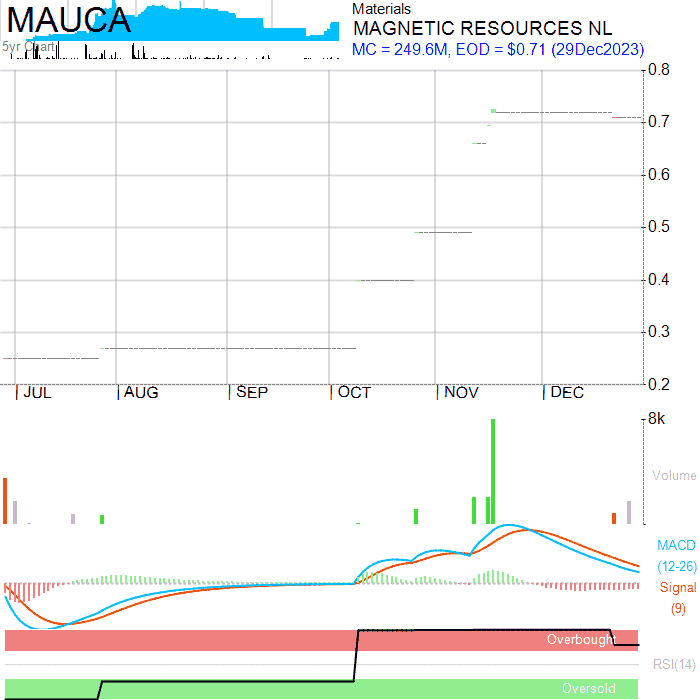 MAUCA
5yr Chart
Materials
MAGNETIC RESOURCES NL
MC = 249.6M, EOD = $0.71 (29Dec2023)
0.8
0.7
0.6
0.5
0.4
0.3
0.2
JUL AUG SEP OCT NOV DEC
8k
Volume
MACD
(12-26)
Signal
(9)
Overbought
RSI(14)
Oversold